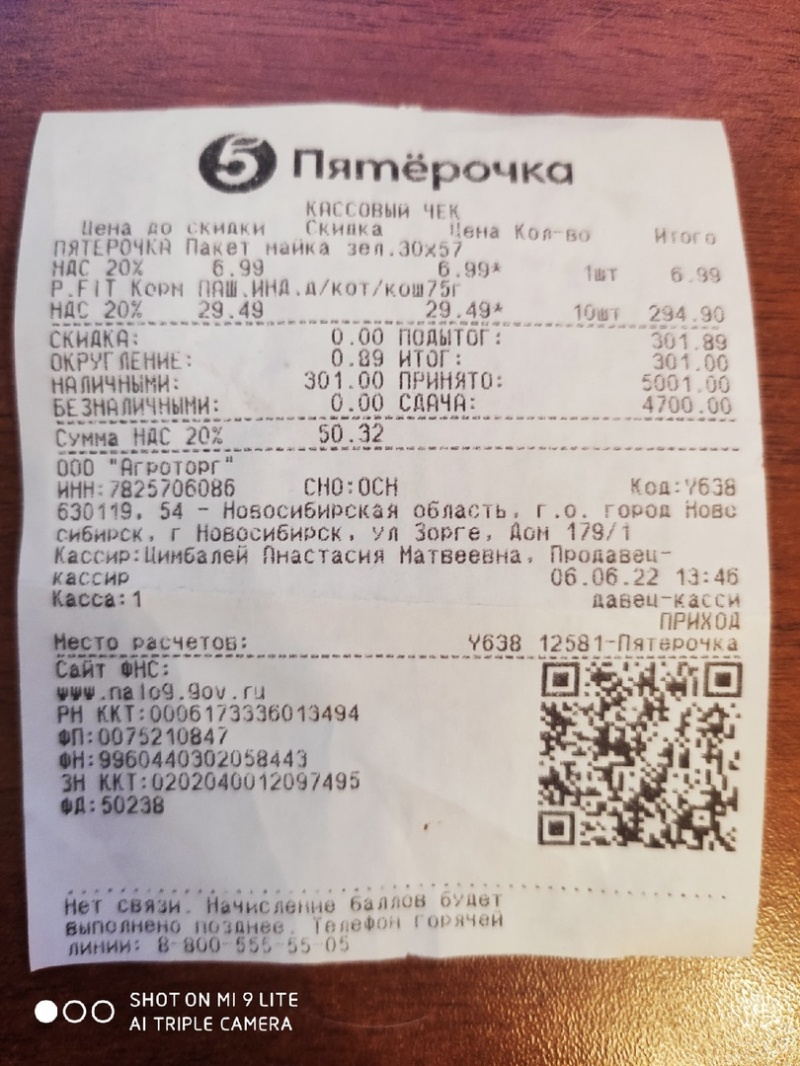 5 Пятёрочка
КАССОВЫЙ ЧЕК
Цена до скидки Скидка Цена Кол-во Итого
ПЯТЕРОЧКА Пакет майка зел.30х57
НДС 20% 6.99 6.99* 1шт 6.99
P.FIT Корм ПАШ.ИНД.д/кот/кош75г
НДС 20% 29.49 29.49* 10шт 294.90
СКИДКА: 0.00 ПОДЫТОГ: 301.89
ОКРУГЛЕНИЕ: 0.89 ИТОГ: 301.00
НАЛИЧНЫМИ: 301.00 ПРИНЯТО: 5001.00
БЕЗНАЛИЧНЫМИ: 0.00 СДАЧА: 4700.00
Сумма НДС 20% 50.32
ООО "Агроторг"
ИНН:7825706086 СНО:ОСН Код:Y638
630119, 54 - Новосибирская область, г.о. город Ново
сибирск, г Новосибирск, ул Зорге, Дом 179/1
Кассир:Цимбалей Анастасия Матвеевна, Продавец-
кассир 06.06.22 13:46
Касса:1 давец-касси
ПРИХОД
Место расчетов: Y638 12581-Пятерочка
Сайт ФНС:
www.nalog.gov.ru
РН ККТ:0006173336013494
ФП:0075210847
ФН:9960440302058443
ЗН ККТ:0202040012097495
ФД:50238
Нет связи. Начисление баллов будет
выполнено позднее. Телефон горячей
линии: 8-800-555-55-05
SHOT ON MI 9 LITE
AI TRIPLE CAMERA